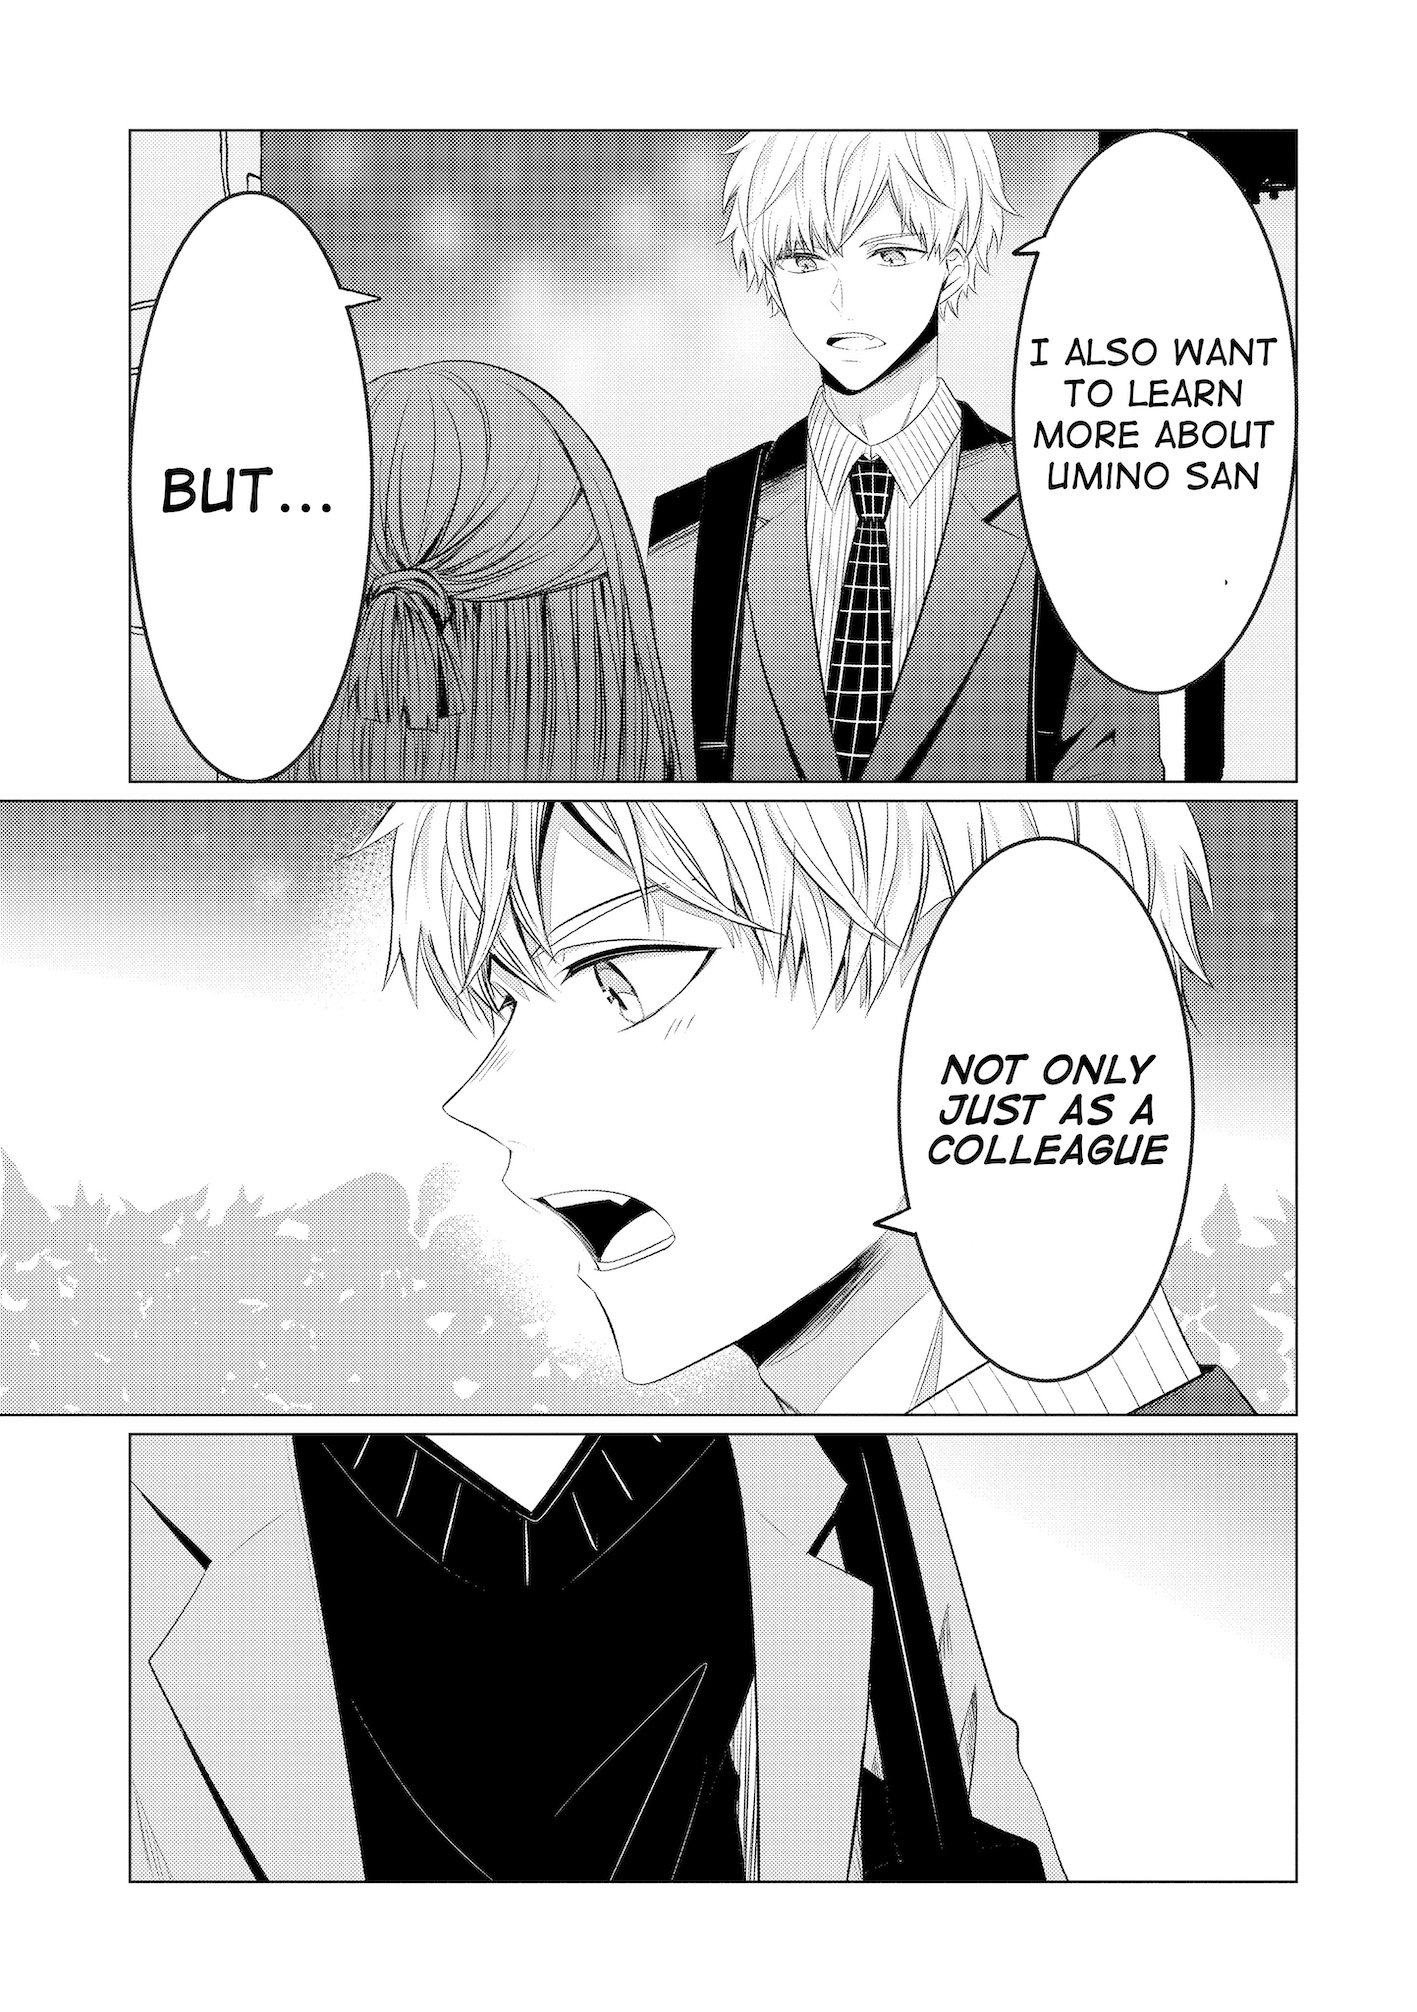 I ALSO WANT
TO LEARN
MORE ABOUT
UMINO SAN
BUT...
NOT ONLY
JUST AS A
COLLEAGUE